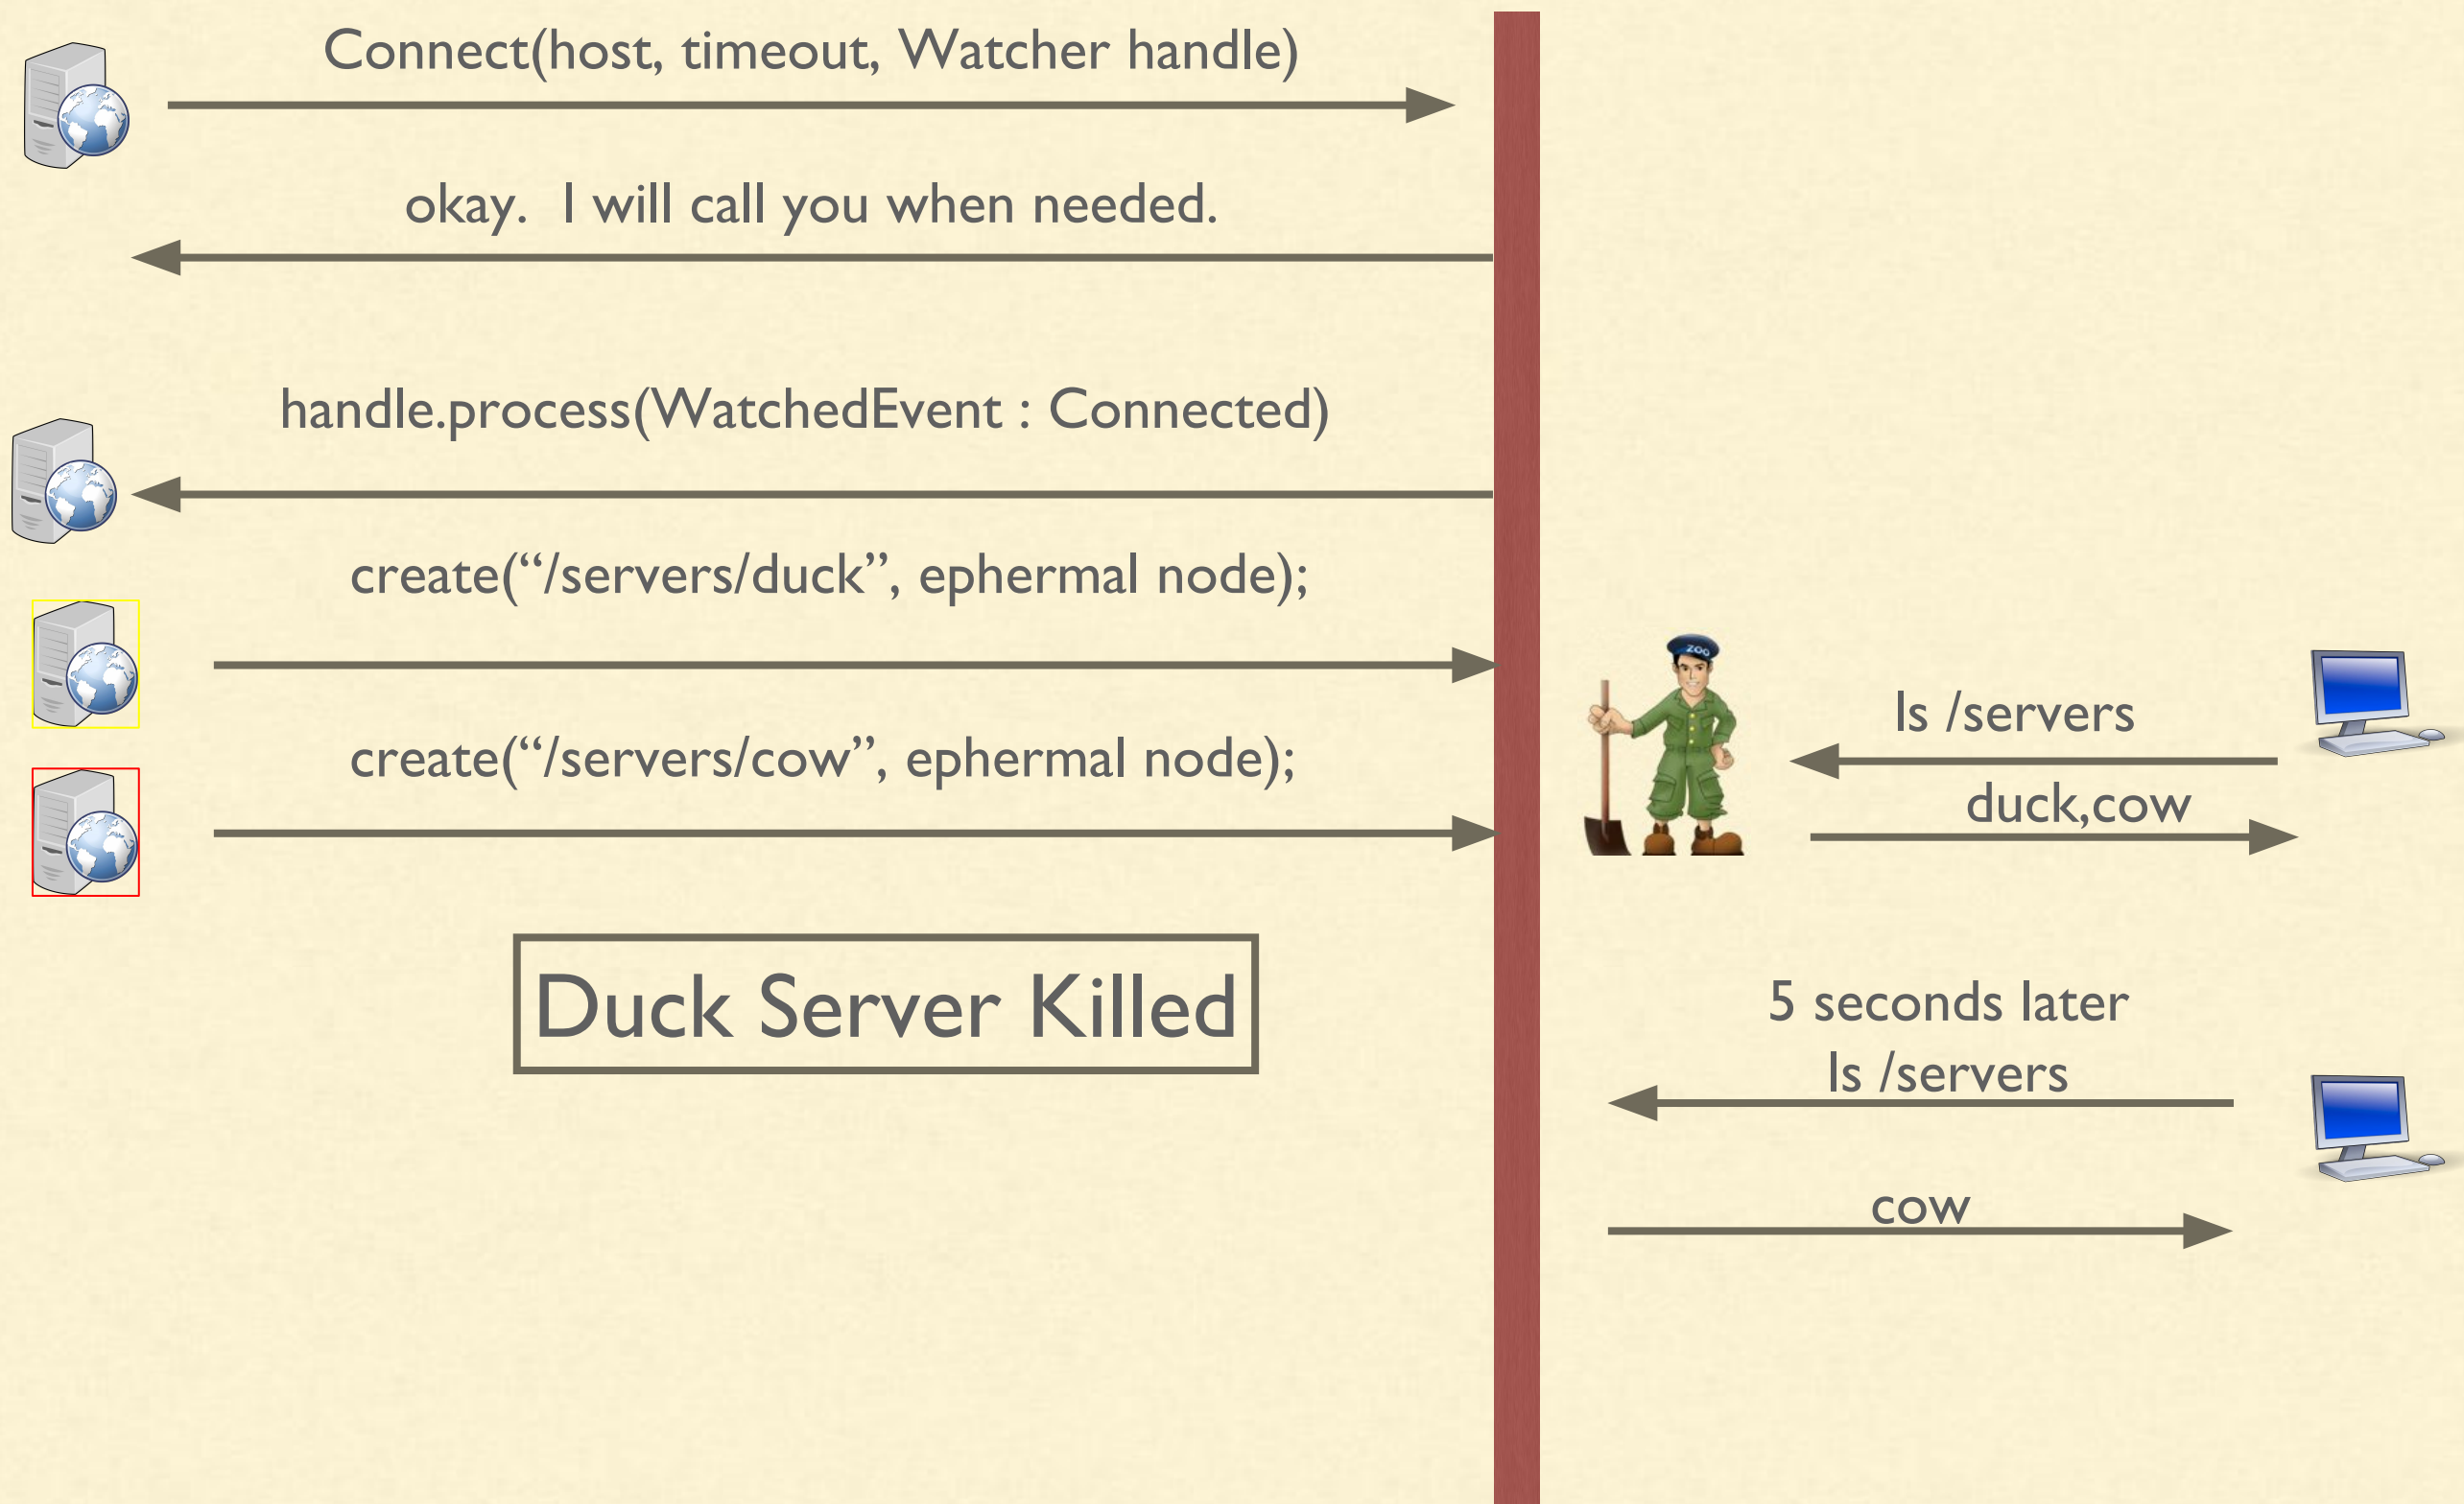 Connect(host, timeout, Watcher handle)
okay.  I will call you when needed.
handle.process(WatchedEvent : Connected)
create(“/servers/duck”, ephermal node);
create(“/servers/cow”, ephermal node);
Duck Server Killed
ZOO
ls /servers
duck,cow
5 seconds later
ls /servers
cow